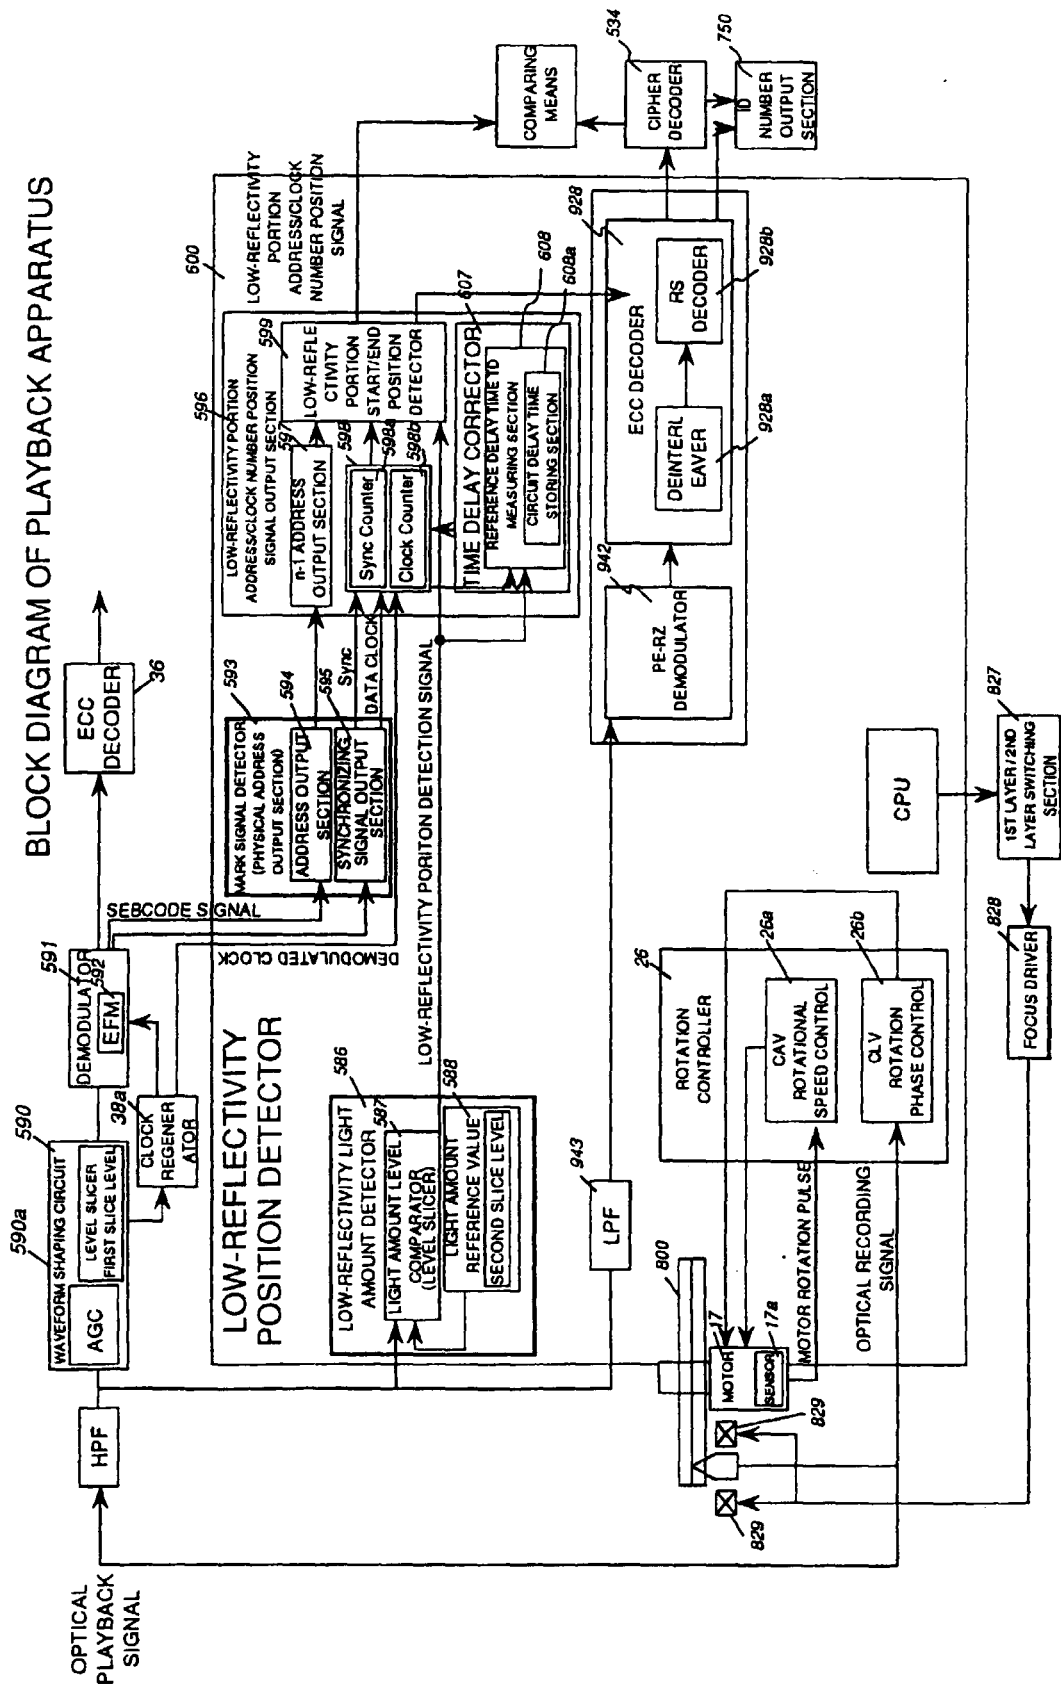 BLOCK DIAGRAM OF PLAYBACK APPARATUS
OPTICAL
PLAYBACK
SIGNAL
HPF
590a
590
WAVEFORM SHAPING CIRCUIT
AGC
LEVEL SLICER
FIRST SLICE LEVEL
38a
CLOCK
REGENER
ATOR
591
DEMODULATOR
592
EFM
SEBCODE SIGNAL
DEMODULATED CLOCK
ECC
DECODER
36
LOW-REFLECTIVITY
POSITION DETECTOR
600
LOW-REFLECTIVITY
PORTION
ADDRESS/CLOCK
NUMBER POSITION
SIGNAL
593
MARK SIGNAL DETECTOR
(PHYSICAL ADDRESS
OUTPUT SECTION)
594
ADDRESS OUTPUT
SECTION
595
SYNCHRONIZING
SIGNAL OUTPUT
SECTION
Sync
DATA CLOCK
596
LOW-REFLECTIVITY PORTION
ADDRESS/CLOCK NUMBER POSITION
SIGNAL OUTPUT SECTION
597
n-1 ADDRESS
OUTPUT SECTION
598
598a
Sync Counter
598b
Clock Counter
599
LOW-REFLE
CTIVITY
PORTION
START/END
POSITION
DETECTOR
607
TIME DELAY CORRECTOR
608
REFERENCE DELAY TIME TD
MEASURING SECTION
608a
CIRCUIT DELAY TIME
STORING SECTION
COMPARING
MEANS
534
CIPHER
DECODER
750
ID
NUMBER
OUTPUT
SECTION
586
LOW-REFLECTIVITY LIGHT
AMOUNT DETECTOR
587
LIGHT AMOUNT LEVEL
COMPARATOR
(LEVEL SLICER)
588
LIGHT AMOUNT
REFERENCE VALUE
SECOND SLICE LEVEL
LOW-REFLECTIVITY PORITON DETECTION SIGNAL
943
LPF
942
PE-RZ
DEMODULATOR
928
ECC DECODER
DEINTERL
EAVER
928a
RS
DECODER
928b
800
17
MOTOR
17a
SENSOR
829
829
MOTOR ROTATION PULSE
OPTICAL RECORDING
SIGNAL
26
ROTATION
CONTROLLER
26a
CAV
ROTATIONAL
SPEED CONTROL
26b
CLV
ROTATION
PHASE CONTROL
CPU
827
1ST LAYER/2ND
LAYER SWITCHING
SECTION
828
FOCUS DRIVER